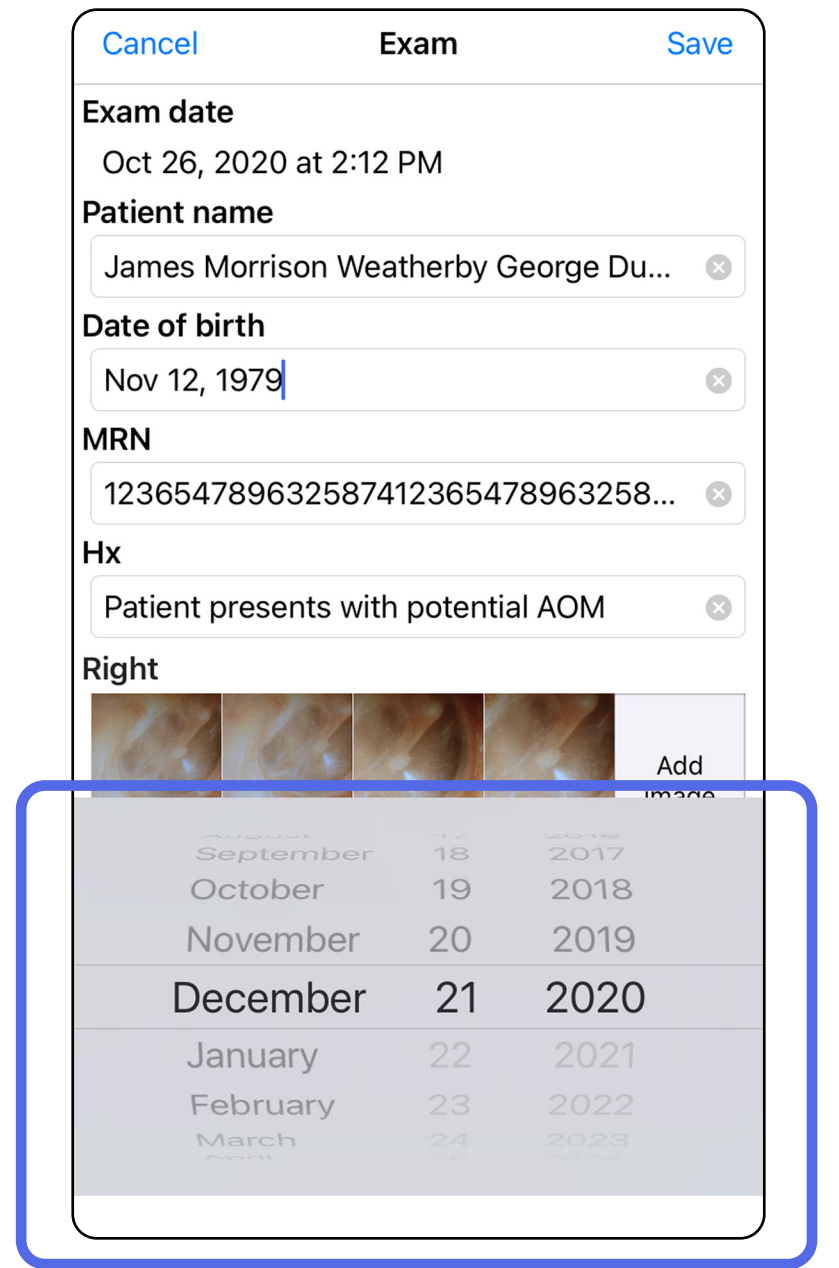 Cancel Exam Save
Exam date
Oct 26, 2020 at 2:12 PM
Patient name
James Morrison Weatherby George Du...
Date of birth
Nov 12, 1979
MRN
123654789632587412365478963258...
Hx
Patient presents with potential AOM
Right
Add
September 18 2017
October 19 2018
November 20 2019
December 21 2020
January 22 2021
February 23 2022
March 24 2023